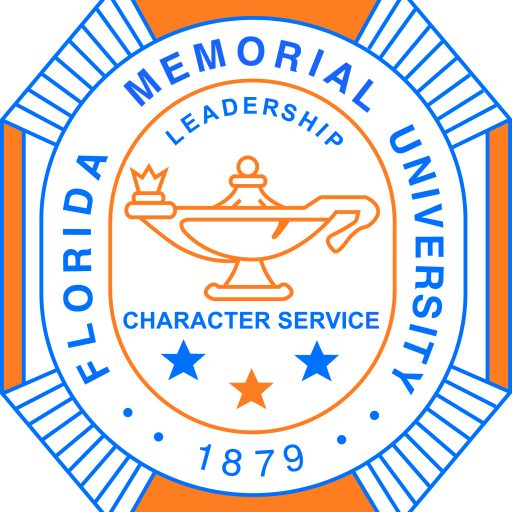 FLORIDA MEMORIAL UNIVERSITY
LEADERSHIP
CHARACTER SERVICE
1879